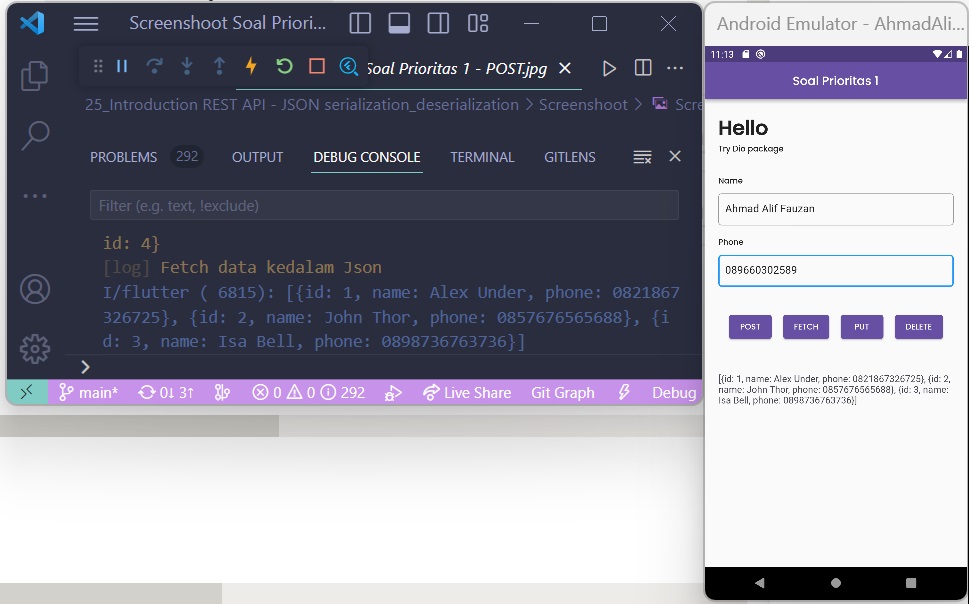 Screenshoot Soal Priori...
Soal Prioritas 1 - POST.jpg
25_Introduction REST API - JSON serialization_deserialization > Screenshoot > Scre
PROBLEMS 292 OUTPUT DEBUG CONSOLE TERMINAL GITLENS
Filter (e.g. text, !exclude)
id: 4}
[log] Fetch data kedalam Json
I/flutter ( 6815): [{id: 1, name: Alex Under, phone: 0821867
326725}, {id: 2, name: John Thor, phone: 0857676565688}, {i
d: 3, name: Isa Bell, phone: 0898736763736}]
main* 0↓ 3↑ 0 0 292 Live Share Git Graph Debug
Android Emulator - AhmadAli...
11:13
Soal Prioritas 1
Hello
Try Dio package
Name
Ahmad Alif Fauzan
Phone
089660302589
POST FETCH PUT DELETE
[{id: 1, name: Alex Under, phone: 0821867326725}, {id: 2,
name: John Thor, phone: 0857676565688}, {id: 3, name:
Isa Bell, phone: 0898736763736}]